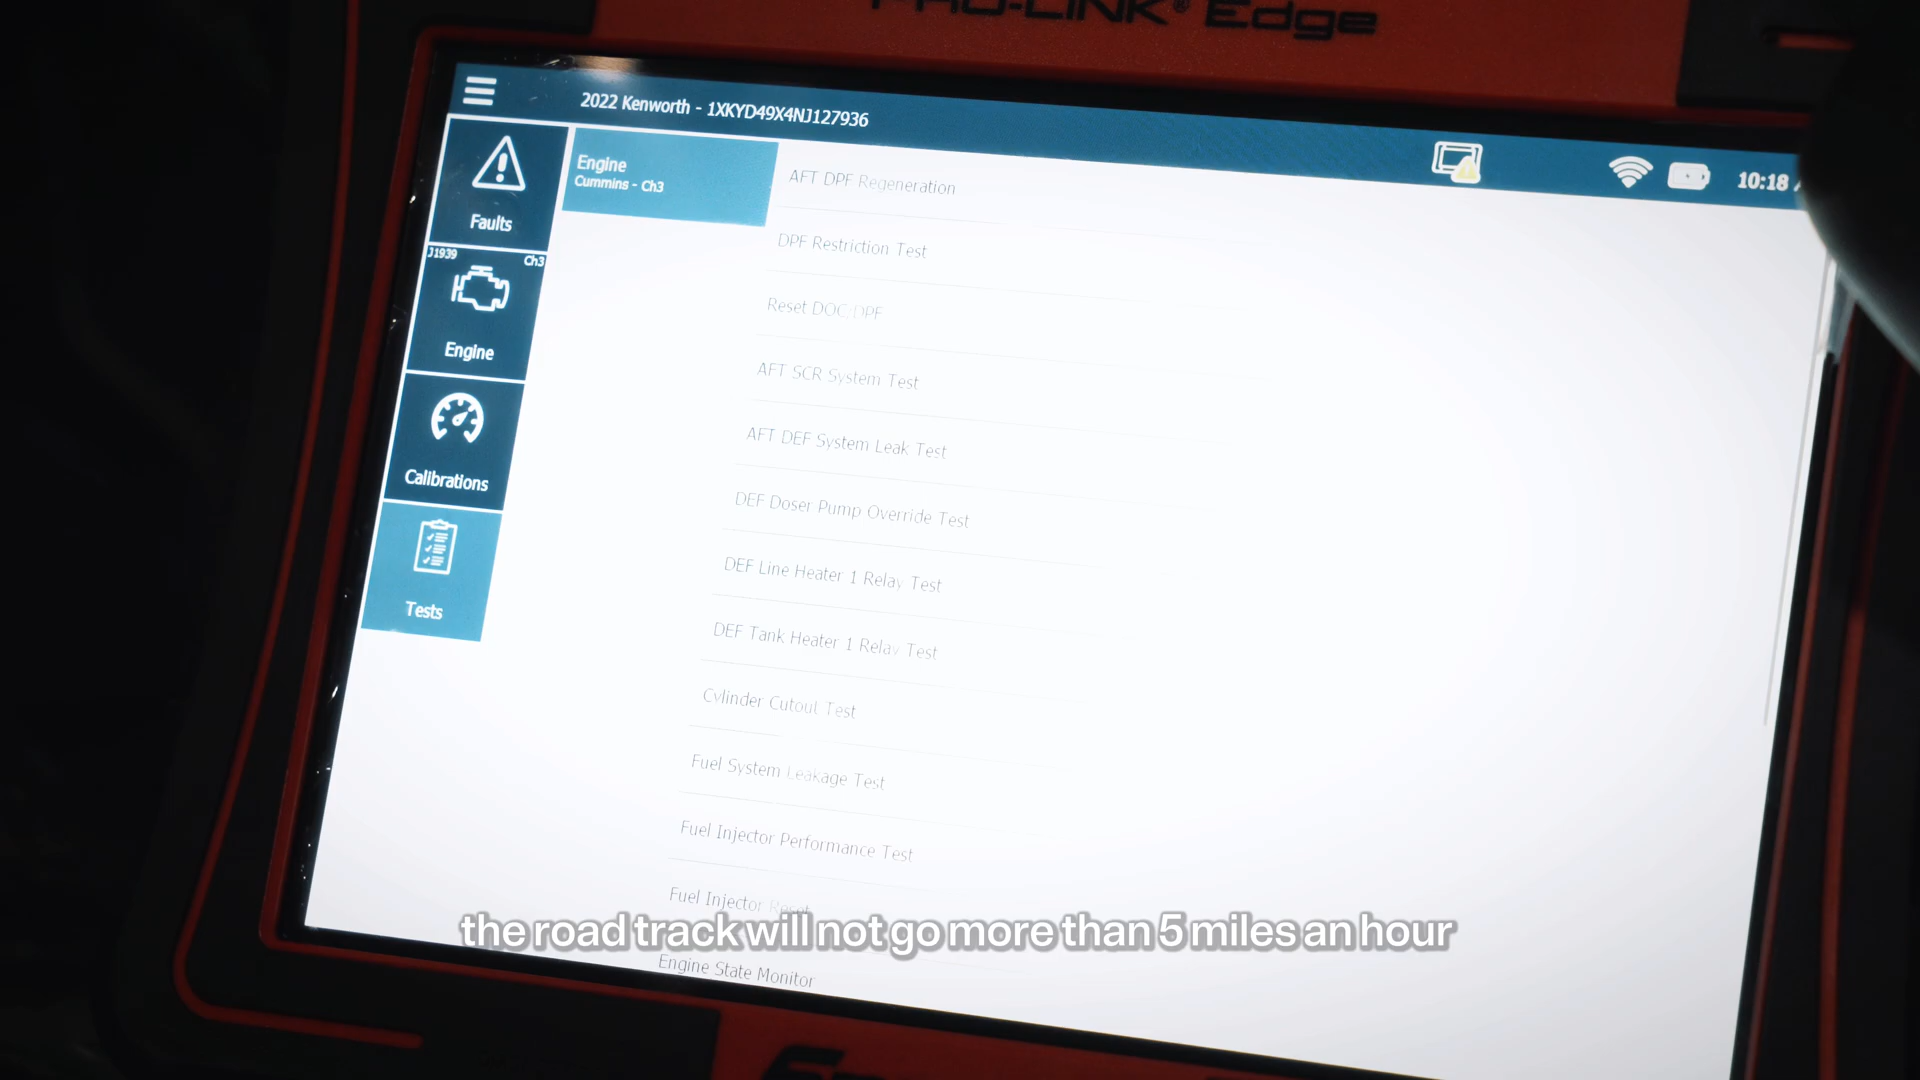 PRO-LINK® Edge
2022 Kenworth - 1XKYD49X4NJ127936
10:18
Faults
J1939 Ch3
Engine
Calibrations
Tests
Engine
Cummins - Ch3
AFT DPF Regeneration
DPF Restriction Test
Reset DOC/DPF
AFT SCR System Test
AFT DEF System Leak Test
DEF Doser Pump Override Test
DEF Line Heater 1 Relay Test
DEF Tank Heater 1 Relay Test
Cylinder Cutout Test
Fuel System Leakage Test
Fuel Injector Performance Test
Fuel Injector Reset
the road track will not go more than 5 miles an hour
Engine State Monitor